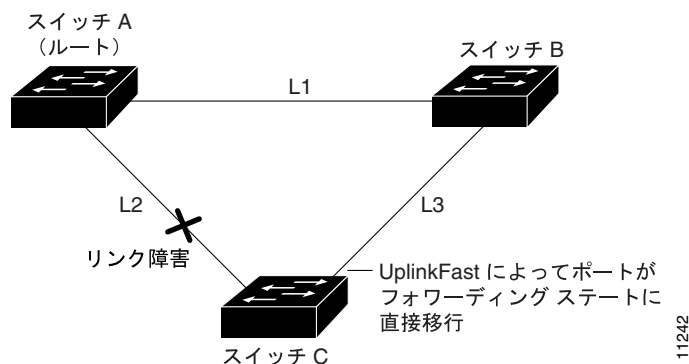 スイッチ A
（ルート）
スイッチ B
L1
L2
L3
リンク障害
UplinkFast によってポートが
フォワーディング ステートに
直接移行
スイッチ C
11242